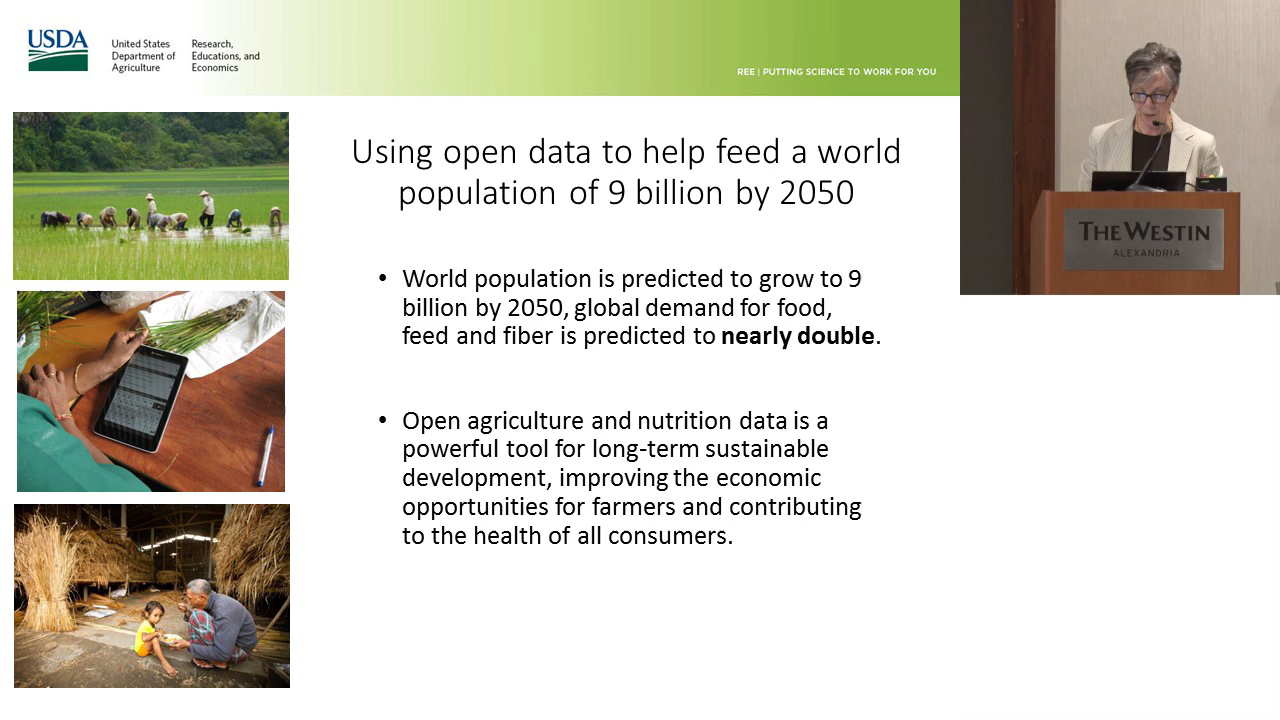 USDA
United States
Department of
Agriculture
Research,
Educations, and
Economics
REE | PUTTING SCIENCE TO WORK FOR YOU
Using open data to help feed a world
population of 9 billion by 2050
• World population is predicted to grow to 9
billion by 2050, global demand for food,
feed and fiber is predicted to nearly double.
• Open agriculture and nutrition data is a
powerful tool for long-term sustainable
development, improving the economic
opportunities for farmers and contributing
to the health of all consumers.
THE WESTIN
ALEXANDRIA